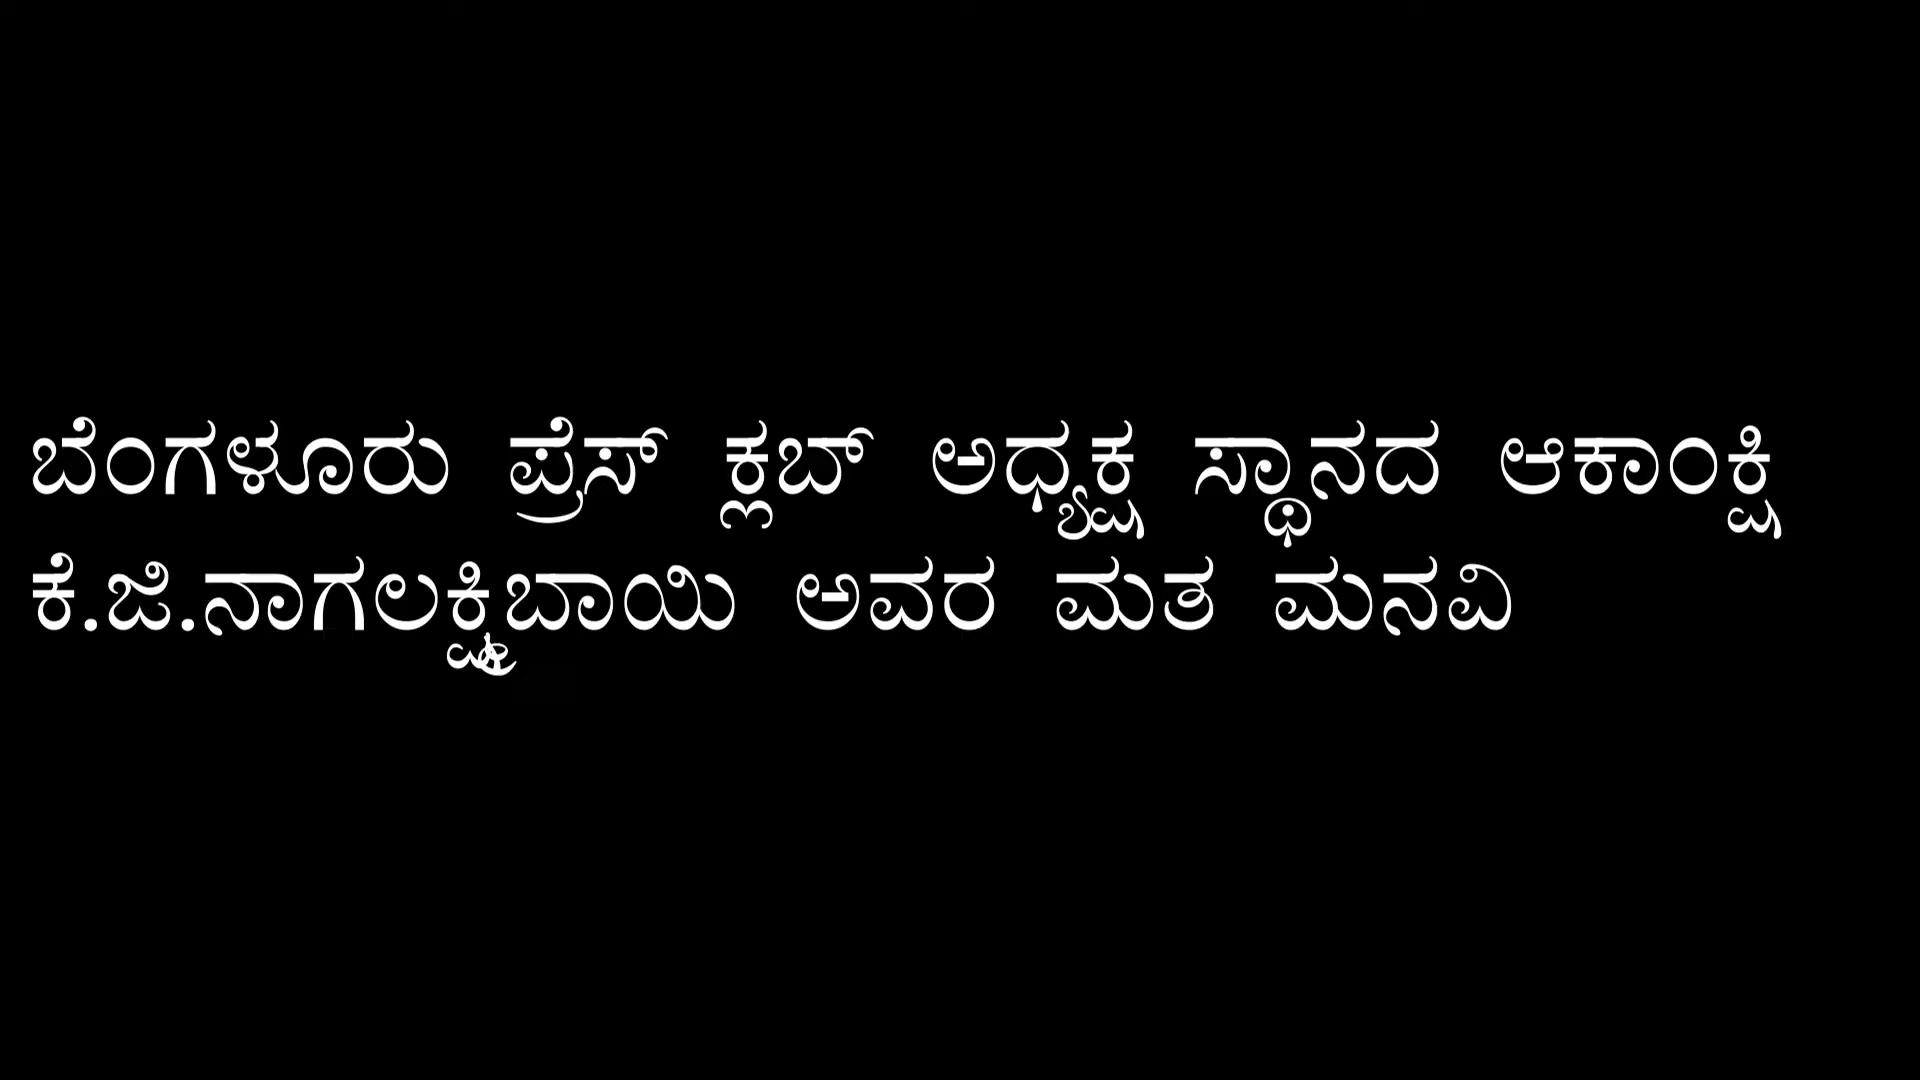 ಬೆಂಗಳೂರು ಪ್ರೆಸ್ ಕ್ಲಬ್ ಅಧ್ಯಕ್ಷ ಸ್ಥಾನದ ಆಕಾಂಕ್ಷಿ
ಕೆ.ಜಿ.ನಾಗಲಕ್ಷ್ಮಿಬಾಯಿ ಅವರ ಮತ ಮನವಿ